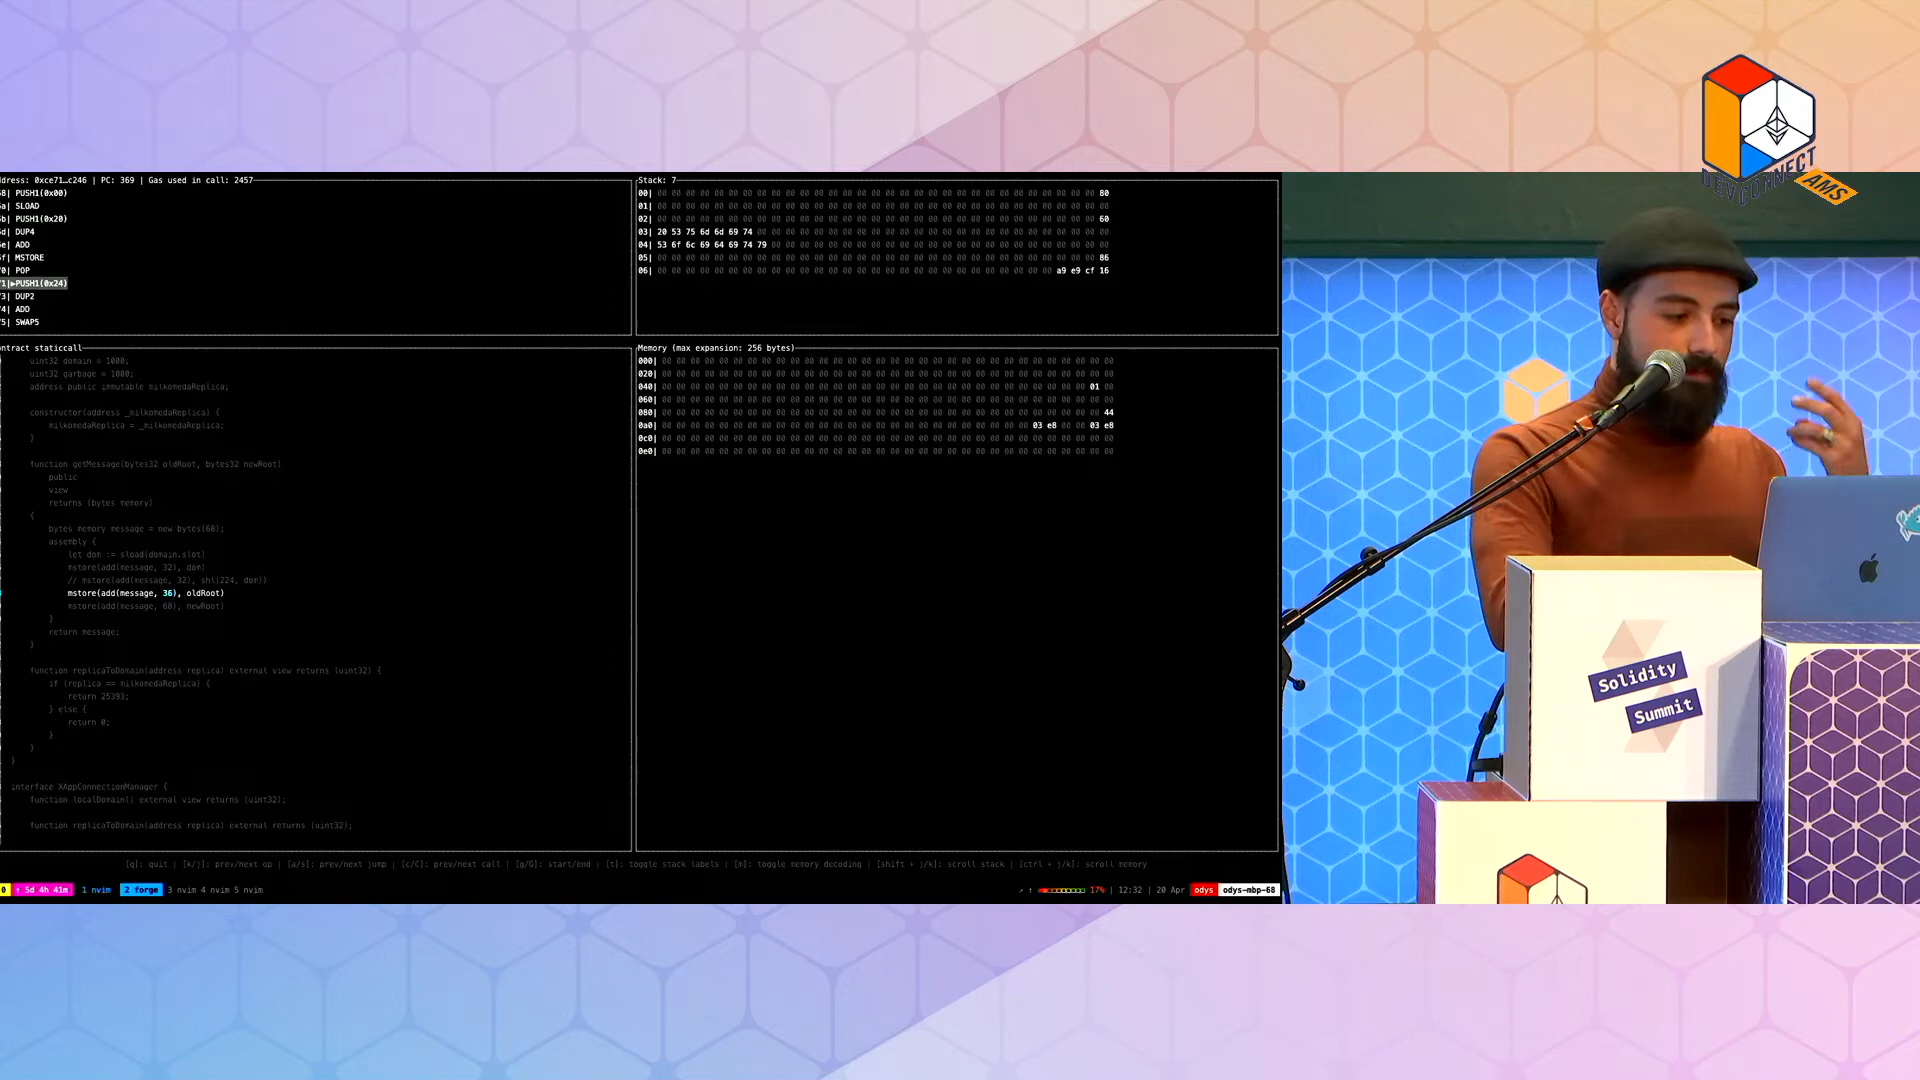 DEVCONNECT
AMS
dress: 0xce71…c246 | PC: 369 | Gas used in call: 2457
8| PUSH1(0x00)
a| SLOAD
b| PUSH1(0x20)
d| DUP4
e| ADD
f| MSTORE
0| POP
1|▶PUSH1(0x24)
3| DUP2
4| ADD
5| SWAP5
Stack: 7
00| 00 00 00 00 00 00 00 00 00 00 00 00 00 00 00 00 00 00 00 00 00 00 00 00 00 00 00 00 00 00 00 80
01| 00 00 00 00 00 00 00 00 00 00 00 00 00 00 00 00 00 00 00 00 00 00 00 00 00 00 00 00 00 00 00 00
02| 00 00 00 00 00 00 00 00 00 00 00 00 00 00 00 00 00 00 00 00 00 00 00 00 00 00 00 00 00 00 00 60
03| 20 53 75 6d 6d 69 74 00 00 00 00 00 00 00 00 00 00 00 00 00 00 00 00 00 00 00 00 00 00 00 00 00
04| 53 6f 6c 69 64 69 74 79 00 00 00 00 00 00 00 00 00 00 00 00 00 00 00 00 00 00 00 00 00 00 00 00
05| 00 00 00 00 00 00 00 00 00 00 00 00 00 00 00 00 00 00 00 00 00 00 00 00 00 00 00 00 00 00 00 86
06| 00 00 00 00 00 00 00 00 00 00 00 00 00 00 00 00 00 00 00 00 00 00 00 00 00 00 00 00 a9 e9 cf 16
ontract staticcall
uint32 domain = 1000;
uint32 garbage = 1000;
address public immutable milkomedaReplica;
constructor(address _milkomedaReplica) {
milkomedaReplica = _milkomedaReplica;
}
function getMessage(bytes32 oldRoot, bytes32 newRoot)
public
view
returns (bytes memory)
{
bytes memory message = new bytes(68);
assembly {
let dom := sload(domain.slot)
mstore(add(message, 32), dom)
// mstore(add(message, 32), shl(224, dom))
mstore(add(message, 36), oldRoot)
mstore(add(message, 68), newRoot)
}
return message;
}
function replicaToDomain(address replica) external view returns (uint32) {
if (replica == milkomedaReplica) {
return 25393;
} else {
return 0;
}
}
}
interface XAppConnectionManager {
function localDomain() external view returns (uint32);
function replicaToDomain(address replica) external returns (uint32);
Memory (max expansion: 256 bytes)
000| 00 00 00 00 00 00 00 00 00 00 00 00 00 00 00 00 00 00 00 00 00 00 00 00 00 00 00 00 00 00 00 00
020| 00 00 00 00 00 00 00 00 00 00 00 00 00 00 00 00 00 00 00 00 00 00 00 00 00 00 00 00 00 00 00 00
040| 00 00 00 00 00 00 00 00 00 00 00 00 00 00 00 00 00 00 00 00 00 00 00 00 00 00 00 00 00 00 01 00
060| 00 00 00 00 00 00 00 00 00 00 00 00 00 00 00 00 00 00 00 00 00 00 00 00 00 00 00 00 00 00 00 00
080| 00 00 00 00 00 00 00 00 00 00 00 00 00 00 00 00 00 00 00 00 00 00 00 00 00 00 00 00 00 00 00 44
0a0| 00 00 00 00 00 00 00 00 00 00 00 00 00 00 00 00 00 00 00 00 00 00 00 00 00 00 03 e8 00 00 03 e8
0c0| 00 00 00 00 00 00 00 00 00 00 00 00 00 00 00 00 00 00 00 00 00 00 00 00 00 00 00 00 00 00 00 00
0e0| 00 00 00 00 00 00 00 00 00 00 00 00 00 00 00 00 00 00 00 00 00 00 00 00 00 00 00 00 00 00 00 00
[q]: quit | [k/j]: prev/next op | [a/s]: prev/next jump | [c/C]: prev/next call | [g/G]: start/end | [t]: toggle stack labels | [m]: toggle memory decoding | [shift + j/k]: scroll stack | [ctrl + j/k]: scroll memory
0 ↑ 5d 4h 41m 1 nvim 2 forge 3 nvim 4 nvim 5 nvim
↗ ↑ 17% | 12:32 | 20 Apr odys odys-mbp-68
Solidity
Summit